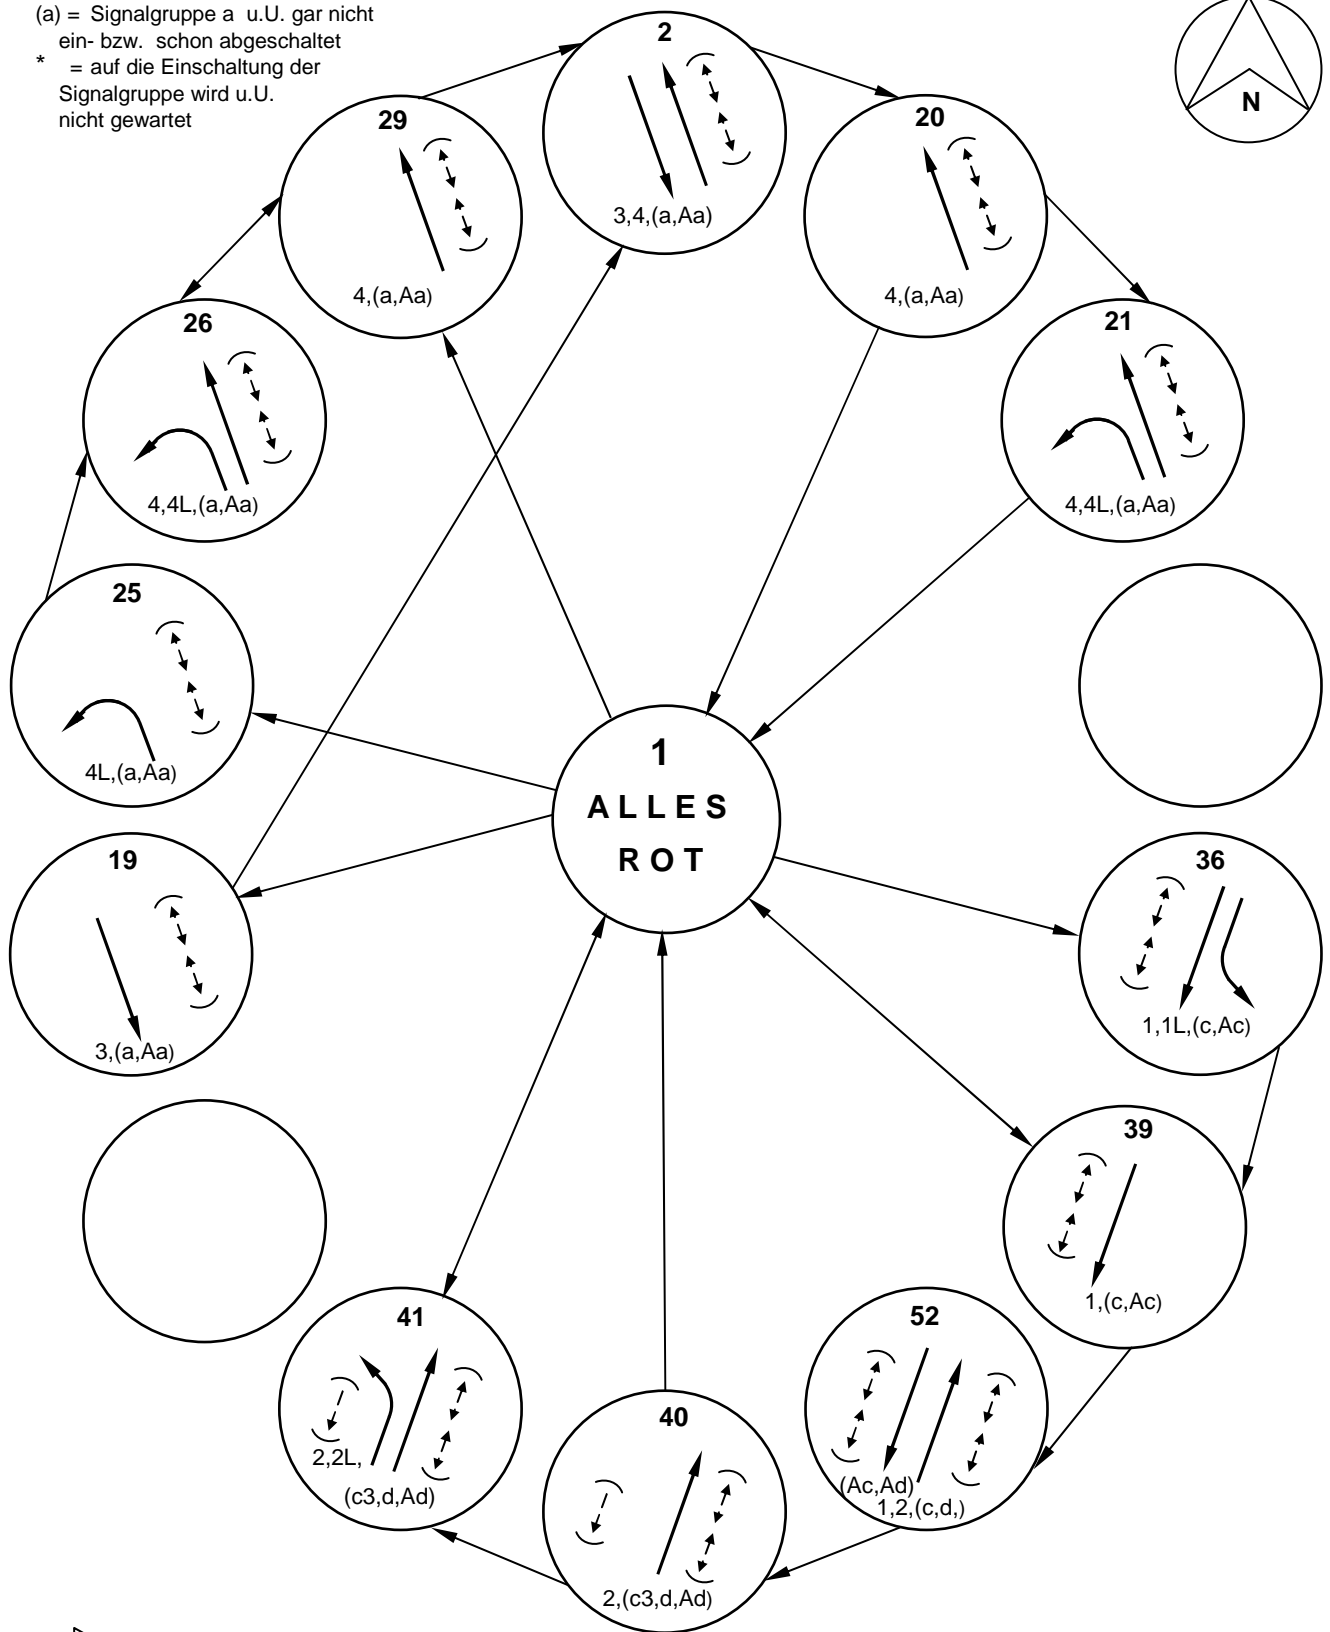 (a) = Signalgruppe a u.U. gar nicht
ein- bzw. schon abgeschaltet
* = auf die Einschaltung der
Signalgruppe wird u.U.
nicht gewartet
N
2
3,4,(a,Aa)
29
4,(a,Aa)
20
4,(a,Aa)
26
4,4L,(a,Aa)
21
4,4L,(a,Aa)
25
4L,(a,Aa)
1
ALLES
ROT
19
3,(a,Aa)
36
1,1L,(c,Ac)
39
1,(c,Ac)
41
2,2L,
(c3,d,Ad)
52
(Ac,Ad)
1,2,(c,d,)
40
2,(c3,d,Ad)